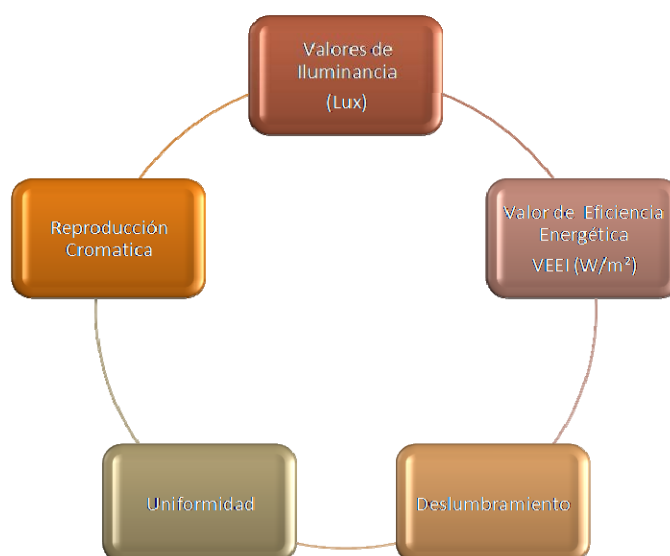 Valores de
Iluminancia
(Lux)
Valor de Eficiencia
Energética
VEEI (W/m²)
Deslumbramiento
Uniformidad
Reproducción
Cromatica